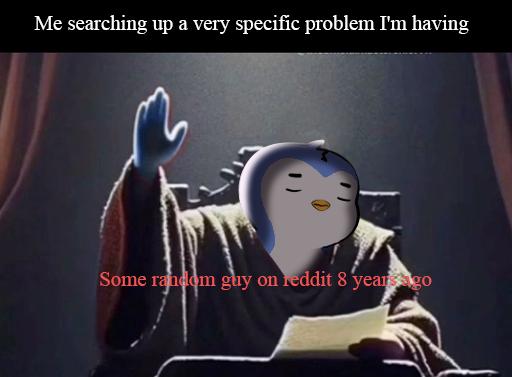 Me searching up a very specific problem I'm having
Some random guy on reddit 8 years ago